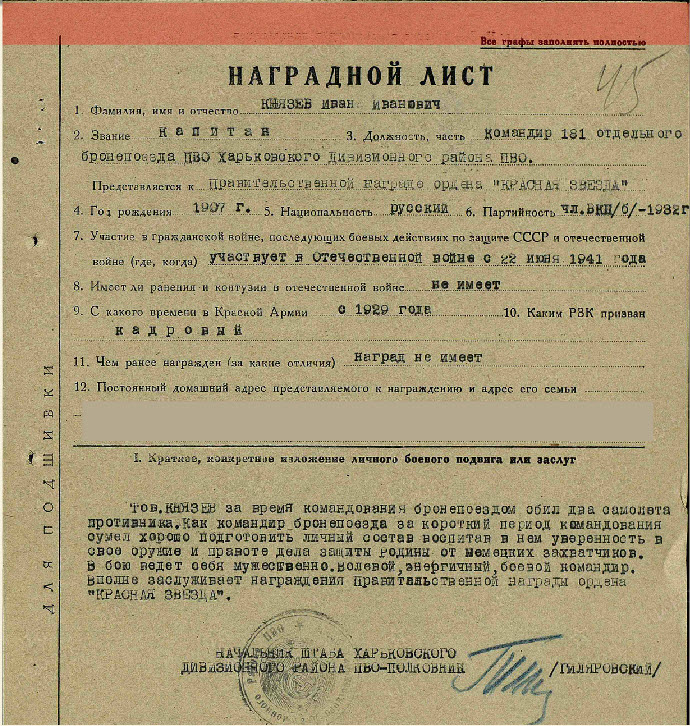 Все графы заполнять полностью
НАГРАДНОЙ ЛИСТ
45
1. Фамилия, имя и отчество КНЯЗЕВ Иван Иванович
2. Звание капитан 3. Должность, часть Командир 181 отдельного
бронепоезда ПВО Харьковского Дивизионного района ПВО.
Представляется к Правительственной награде ордена "КРАСНАЯ ЗВЕЗДА"
4. Год рождения 1907 г. 5. Национальность русский 6. Партийность чл.ВКП/б/-1932г
7. Участие в гражданской войне, последующих боевых действиях по защите СССР и отечественной
войне (где, когда) участвует в Отечественной войне с 22 июня 1941 года
8. Имеет ли ранения и контузии в отечественной войне не имеет
9. С какого времени в Красной Армии с 1929 года 10. Каким РВК призван
кадровый
11. Чем ранее награжден (за какие отличия) Наград не имеет
12. Постоянный домашний адрес представляемого к награждению и адрес его семьи
I. Краткое, конкретное изложение личного боевого подвига или заслуг
Тов.КНЯЗЕВ за время командования бронепоездом сбил два самолета
противника.Как командир бронепоезда за короткий период командования
сумел хорошо подготовить личный состав воспитав в нем уверенность в
свое оружие и правоте дела защиты Родины от немецких захватчиков.
В бою ведет себя мужественно.Волевой,энергичный,боевой командир.
Вполне заслуживает награждения Правительственной награды ордена
"КРАСНАЯ ЗВЕЗДА".
НАЧАЛЬНИК ШТАБА ХАРЬКОВСКОГО
ДИВИЗИОННОГО РАЙОНА ПВО-ПОЛКОВНИК /ГИЛЯРОВСКИЙ/
ДЛЯ ПОДШИВКИ